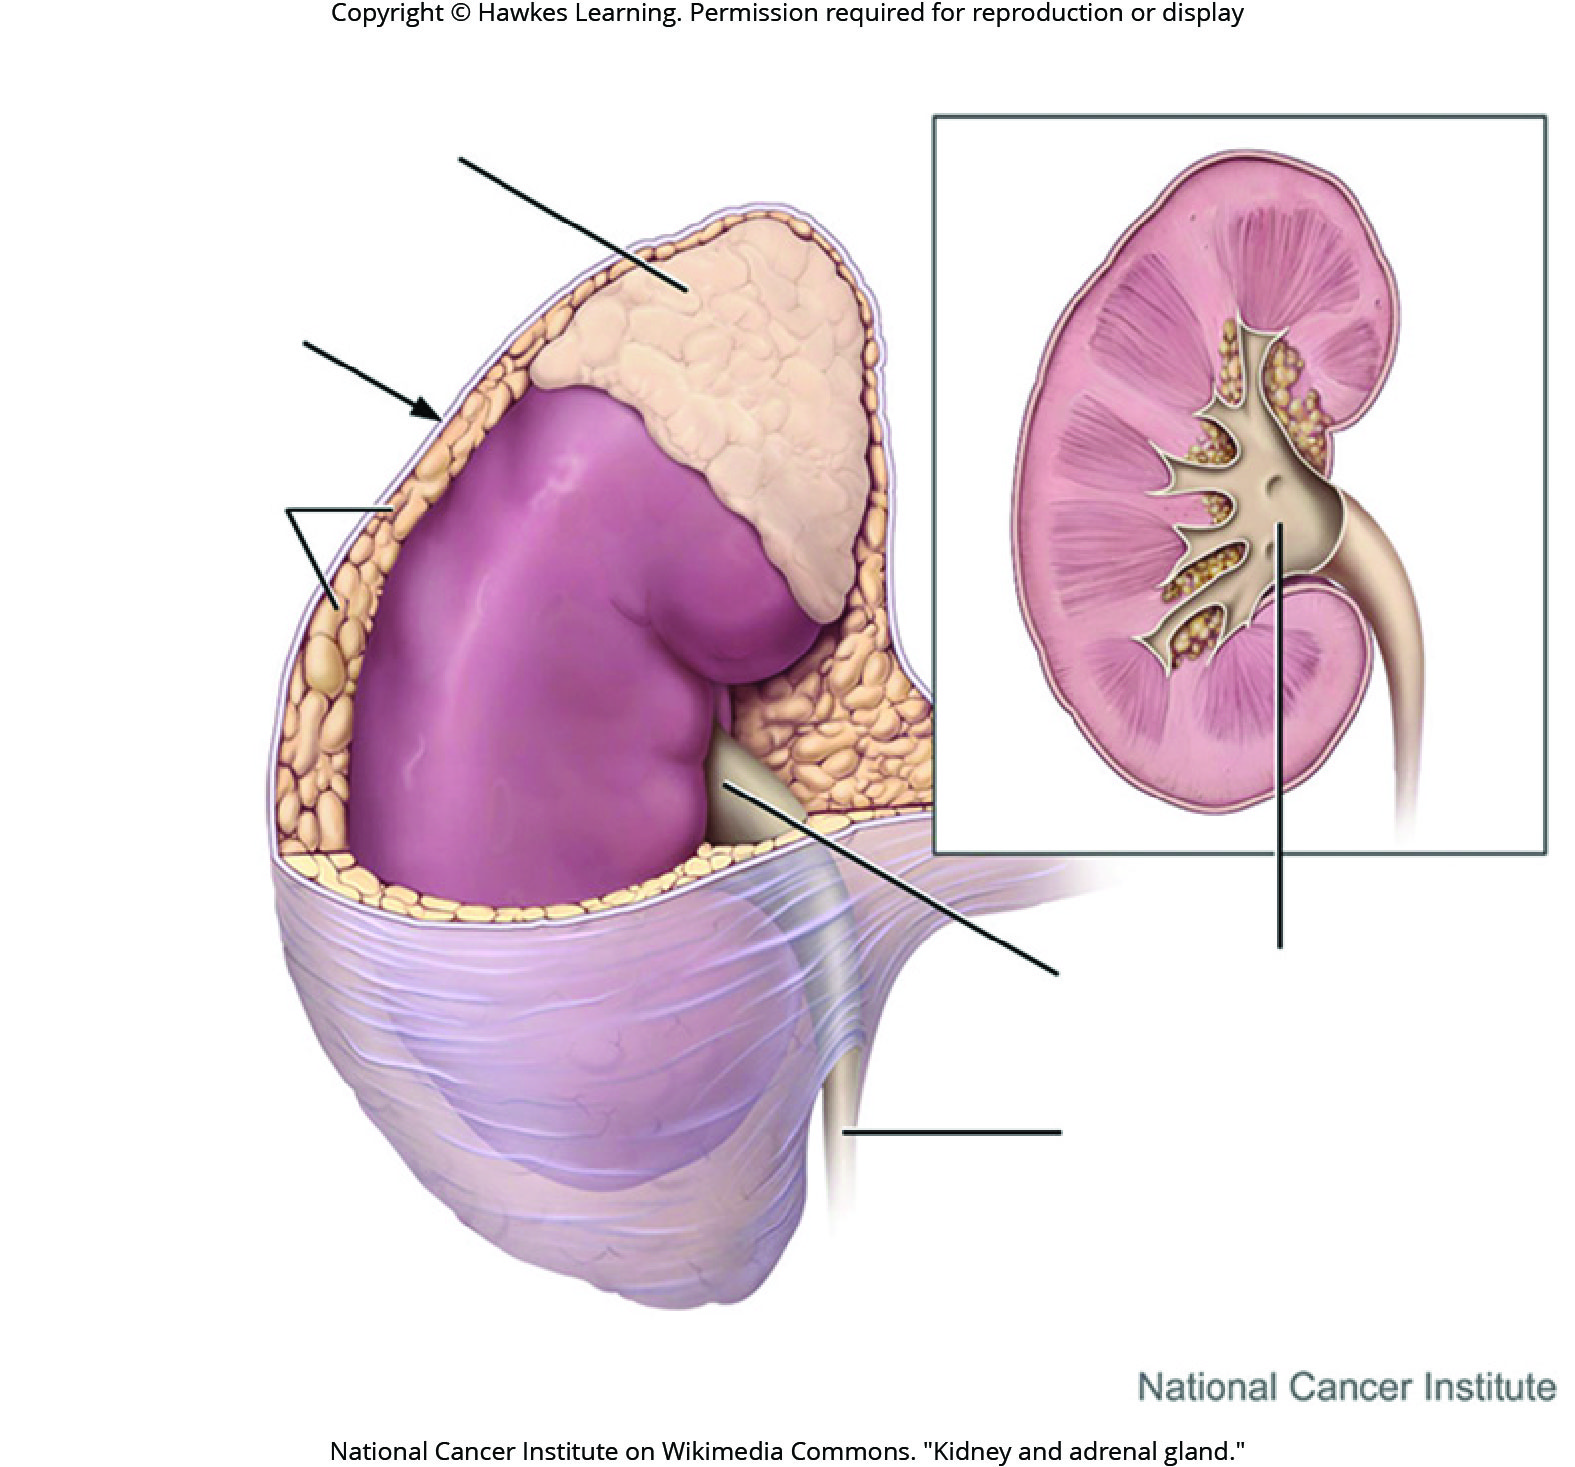 Copyright © Hawkes Learning. Permission required for reproduction or display
National Cancer Institute
National Cancer Institute on Wikimedia Commons. "Kidney and adrenal gland."